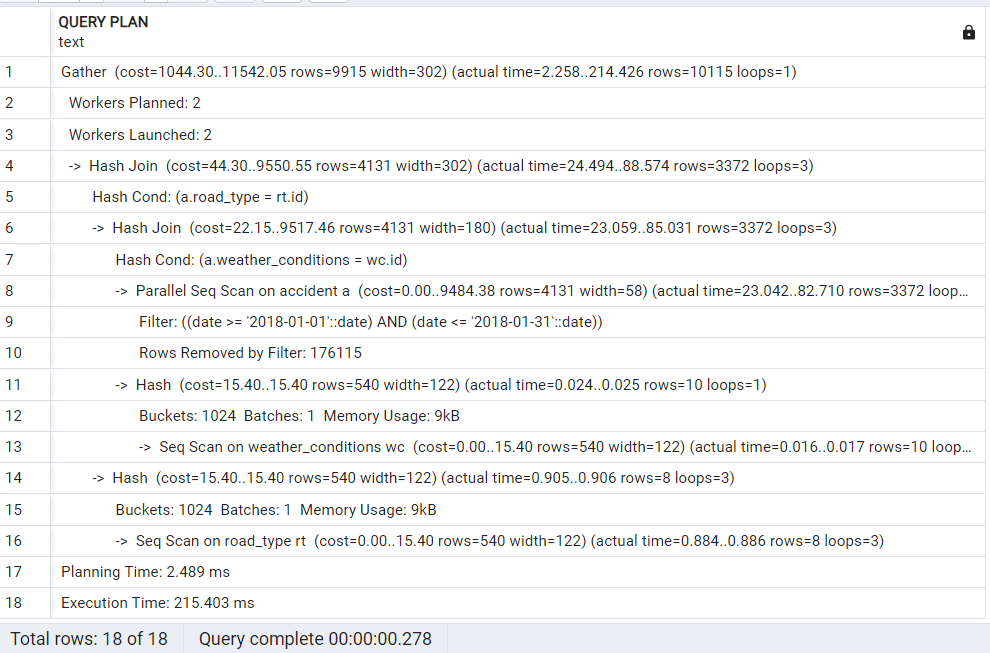 QUERY PLAN
text
1 Gather (cost=1044.30..11542.05 rows=9915 width=302) (actual time=2.258..214.426 rows=10115 loops=1)
2 Workers Planned: 2
3 Workers Launched: 2
4 -> Hash Join (cost=44.30..9550.55 rows=4131 width=302) (actual time=24.494..88.574 rows=3372 loops=3)
5 Hash Cond: (a.road_type = rt.id)
6 -> Hash Join (cost=22.15..9517.46 rows=4131 width=180) (actual time=23.059..85.031 rows=3372 loops=3)
7 Hash Cond: (a.weather_conditions = wc.id)
8 -> Parallel Seq Scan on accident a (cost=0.00..9484.38 rows=4131 width=58) (actual time=23.042..82.710 rows=3372 loop...
9 Filter: ((date >= '2018-01-01'::date) AND (date <= '2018-01-31'::date))
10 Rows Removed by Filter: 176115
11 -> Hash (cost=15.40..15.40 rows=540 width=122) (actual time=0.024..0.025 rows=10 loops=1)
12 Buckets: 1024 Batches: 1 Memory Usage: 9kB
13 -> Seq Scan on weather_conditions wc (cost=0.00..15.40 rows=540 width=122) (actual time=0.016..0.017 rows=10 loop...
14 -> Hash (cost=15.40..15.40 rows=540 width=122) (actual time=0.905..0.906 rows=8 loops=3)
15 Buckets: 1024 Batches: 1 Memory Usage: 9kB
16 -> Seq Scan on road_type rt (cost=0.00..15.40 rows=540 width=122) (actual time=0.884..0.886 rows=8 loops=3)
17 Planning Time: 2.489 ms
18 Execution Time: 215.403 ms
Total rows: 18 of 18 Query complete 00:00:00.278